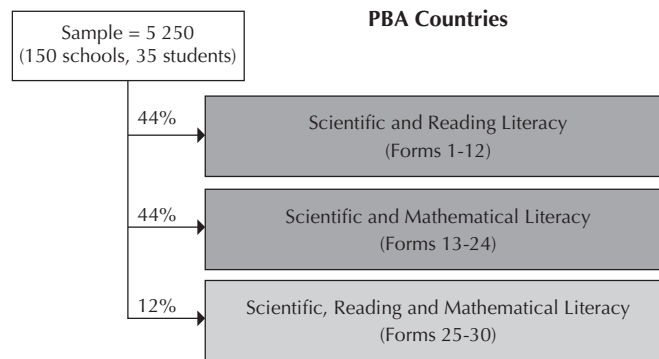 PBA Countries
Sample = 5 250
(150 schools, 35 students)
44%
Scientific and Reading Literacy
(Forms 1-12)
44%
Scientific and Mathematical Literacy
(Forms 13-24)
12%
Scientific, Reading and Mathematical Literacy
(Forms 25-30)